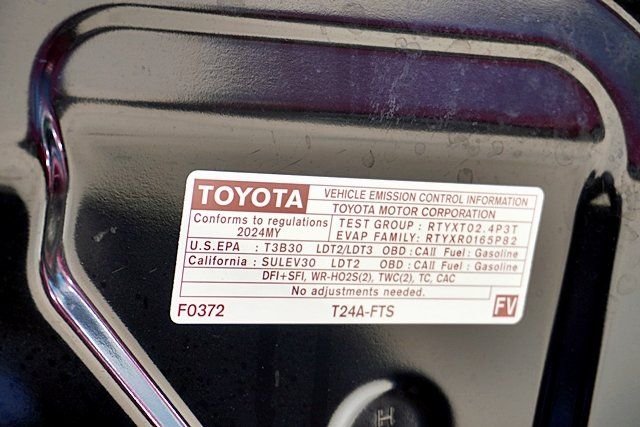 TOYOTA
VEHICLE EMISSION CONTROL INFORMATION
TOYOTA MOTOR CORPORATION
Conforms to regulations
2024MY
TEST GROUP : RTYXT02.4P3T
EVAP FAMILY: RTYXR0165P82
U.S.EPA : T3B30 LDT2/LDT3 OBD : CAⅡ Fuel : Gasoline
California : SULEV30 LDT2 OBD : CAⅡ Fuel : Gasoline
DFI+SFI, WR-HO2S(2), TWC(2), TC, CAC
No adjustments needed.
F0372 T24A-FTS FV
H